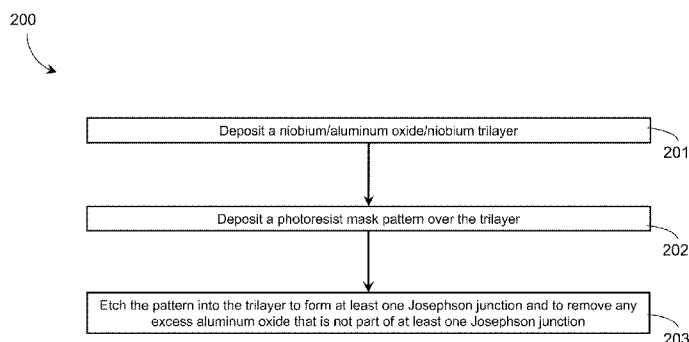 200
Deposit a niobium/aluminum oxide/niobium trilayer
201
Deposit a photoresist mask pattern over the trilayer
202
Etch the pattern into the trilayer to form at least one Josephson junction and to remove any
excess aluminum oxide that is not part of at least one Josephson junction
203